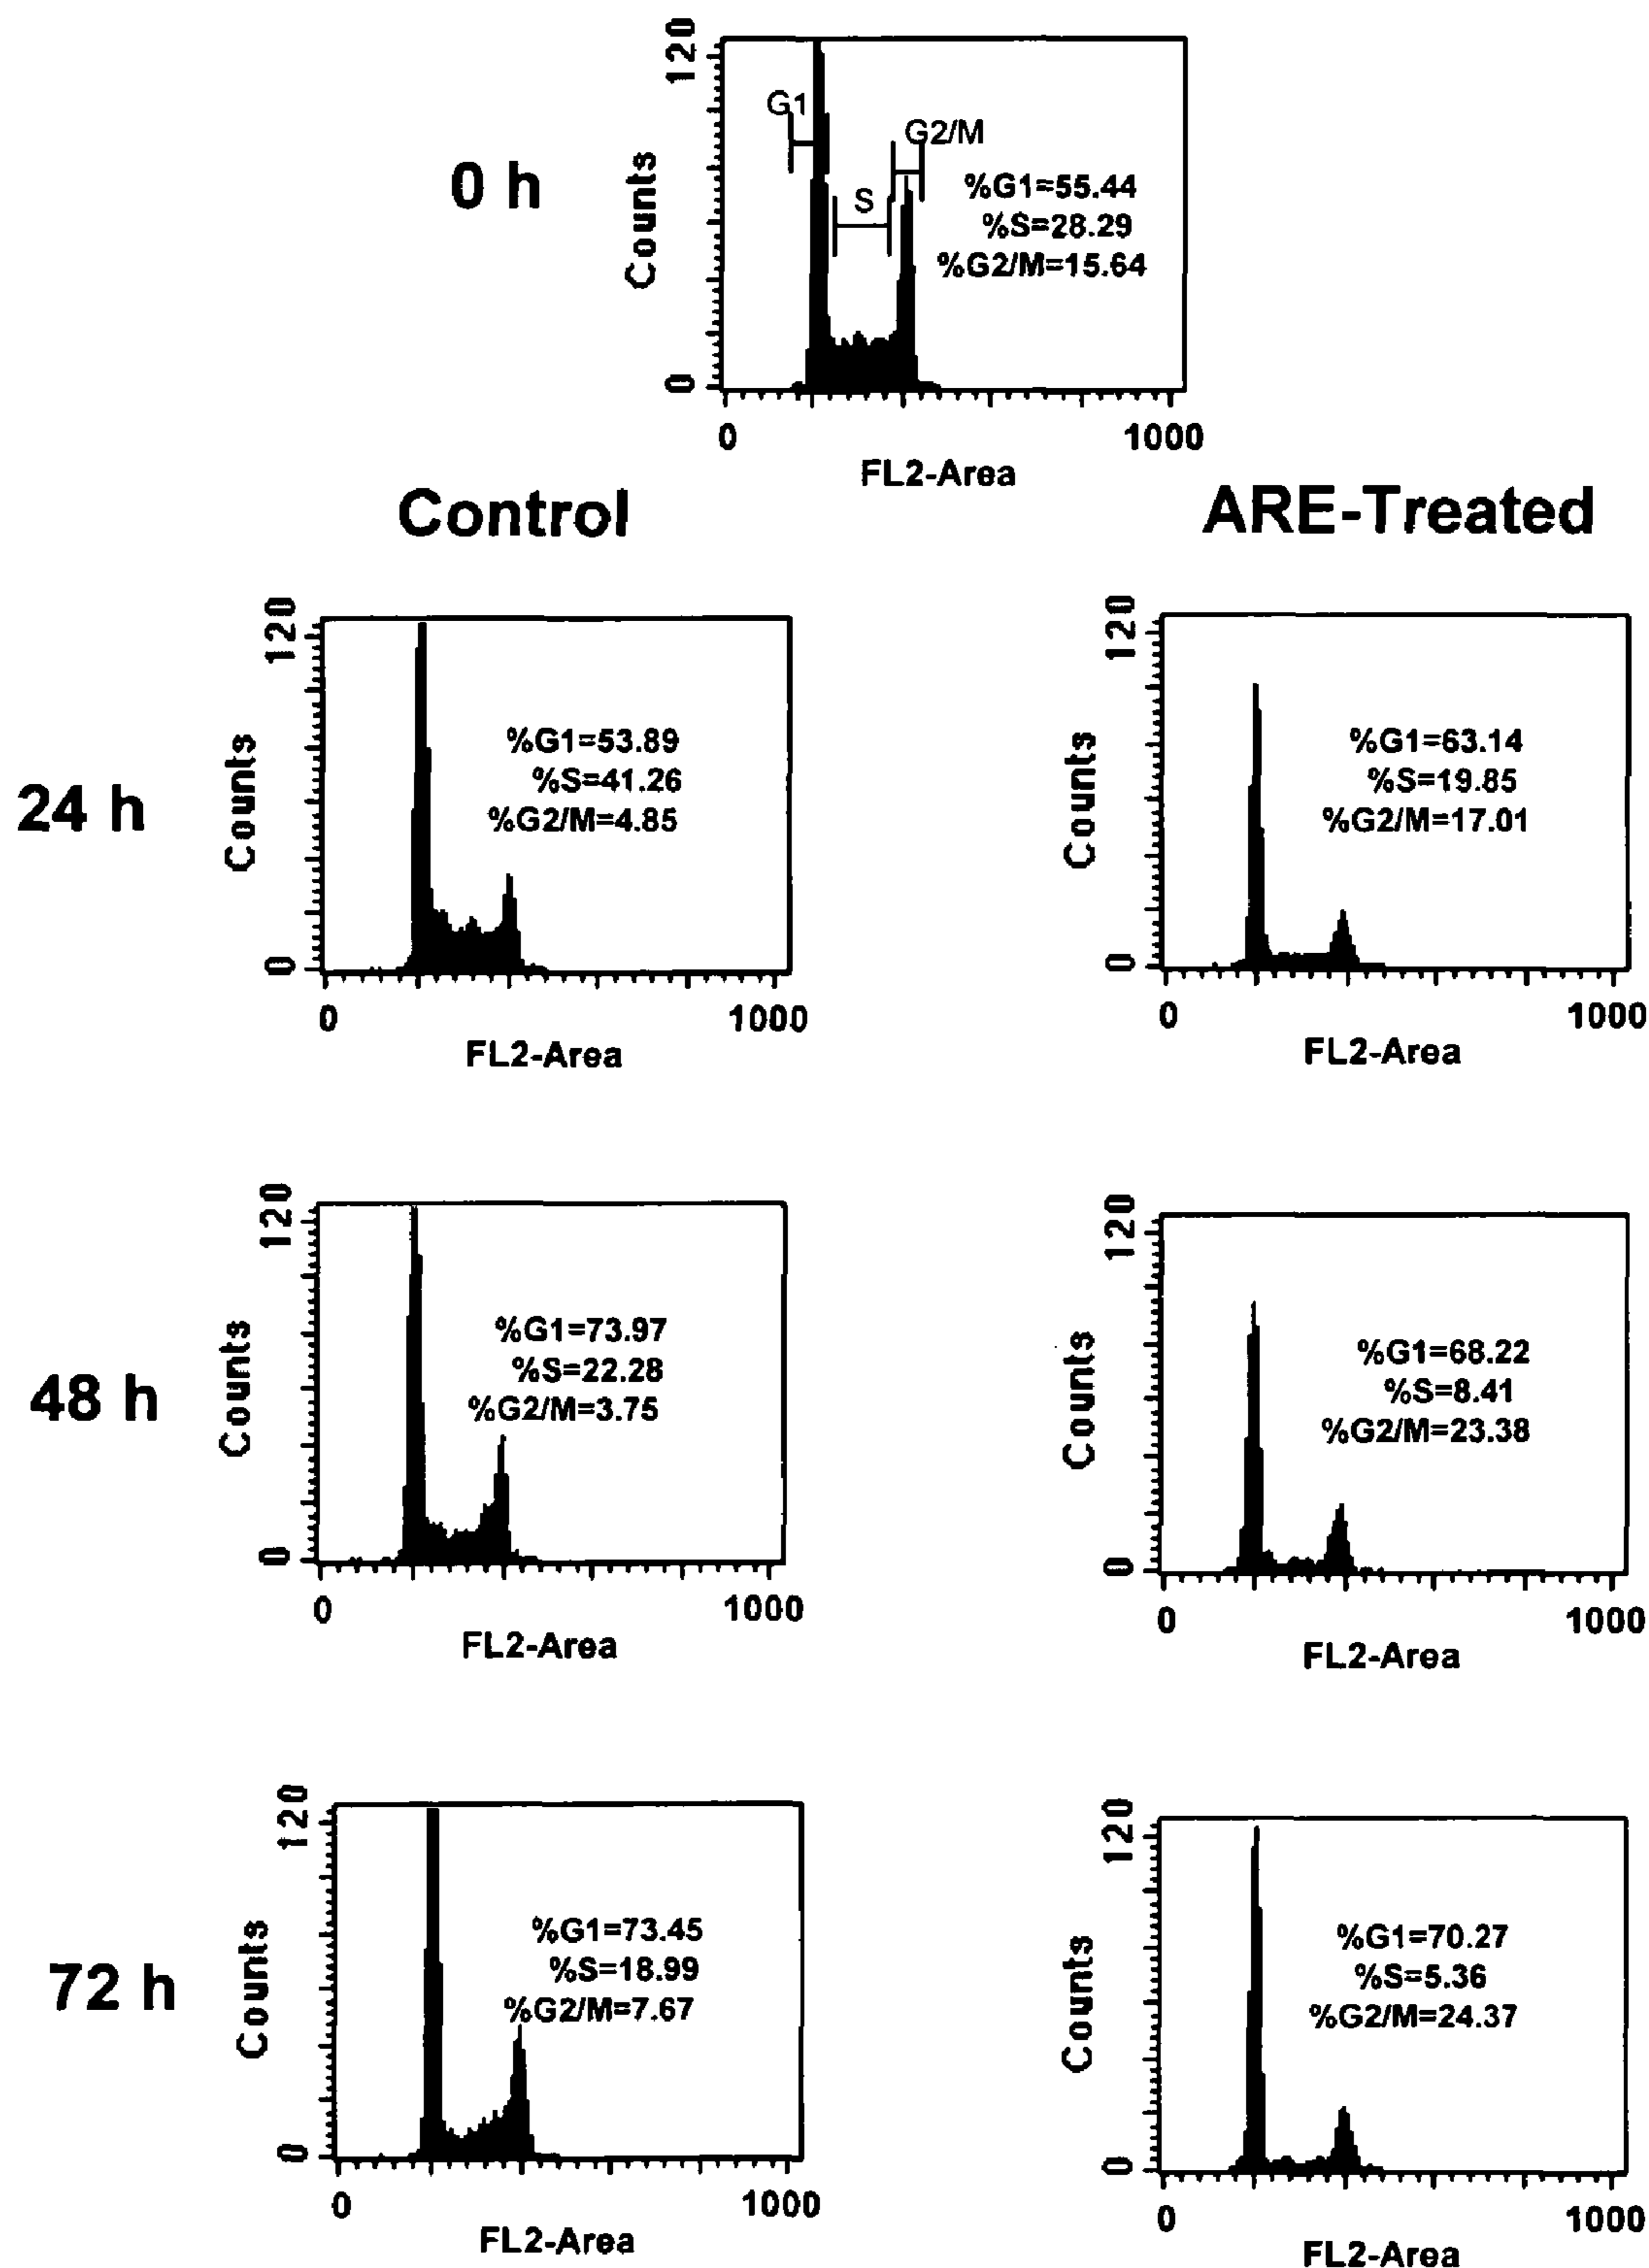 120
G1
G2/M
0 h
Counts
S
%G1=55.44
%S=28.29
%G2/M=15.64
0
0 1000
FL2-Area
Control ARE-Treated
24 h
120
Counts
%G1=53.89
%S=41.26
%G2/M=4.85
0
0 1000
FL2-Area
120
Counts
%G1=63.14
%S=19.85
%G2/M=17.01
0
0 1000
FL2-Area
48 h
120
Counts
%G1=73.97
%S=22.28
%G2/M=3.75
0
0 1000
FL2-Area
120
Counts
%G1=68.22
%S=8.41
%G2/M=23.38
0
0 1000
FL2-Area
72 h
120
Counts
%G1=73.45
%S=18.99
%G2/M=7.67
0
0 1000
FL2-Area
120
Counts
%G1=70.27
%S=5.36
%G2/M=24.37
0
0 1000
FL2-Area